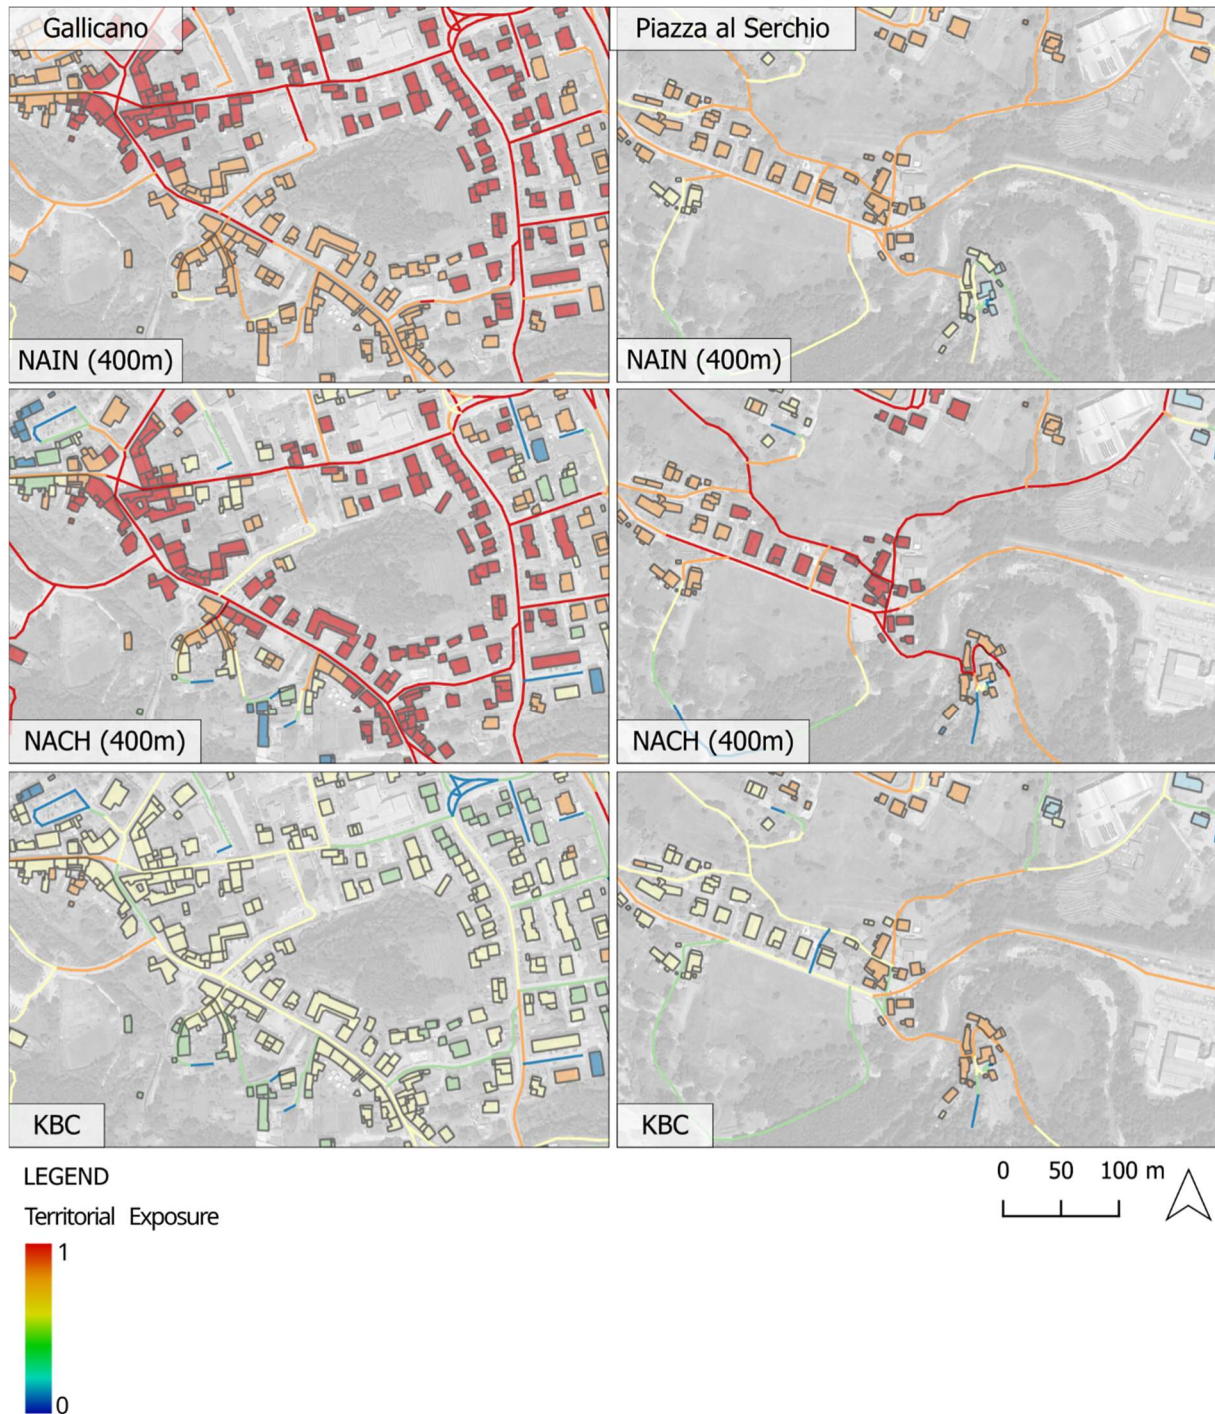 Gallicano
Piazza al Serchio
NAIN (400m)
NAIN (400m)
NACH (400m)
NACH (400m)
KBC
KBC
LEGEND
Territorial Exposure
1
0
0 50 100 m